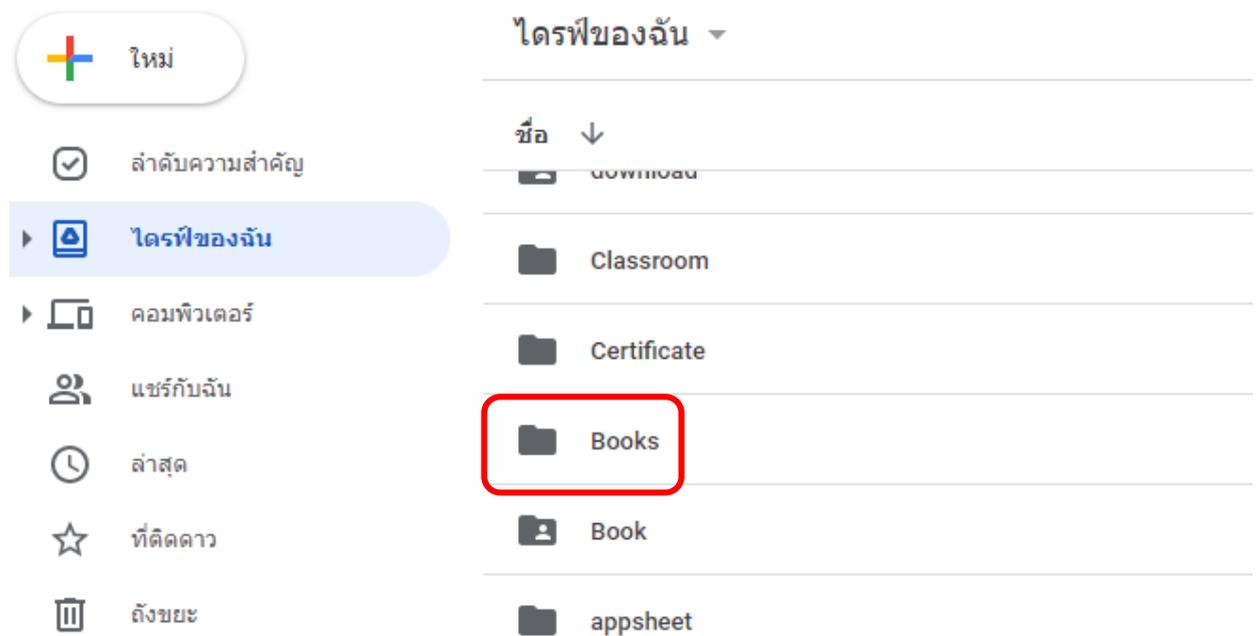 ใหม่
ลำดับความสำคัญ
ไดรฟ์ของฉัน
คอมพิวเตอร์
แชร์กับฉัน
ล่าสุด
ที่ติดดาว
ถังขยะ
ไดรฟ์ของฉัน
ชื่อ
download
Classroom
Certificate
Books
Book
appsheet